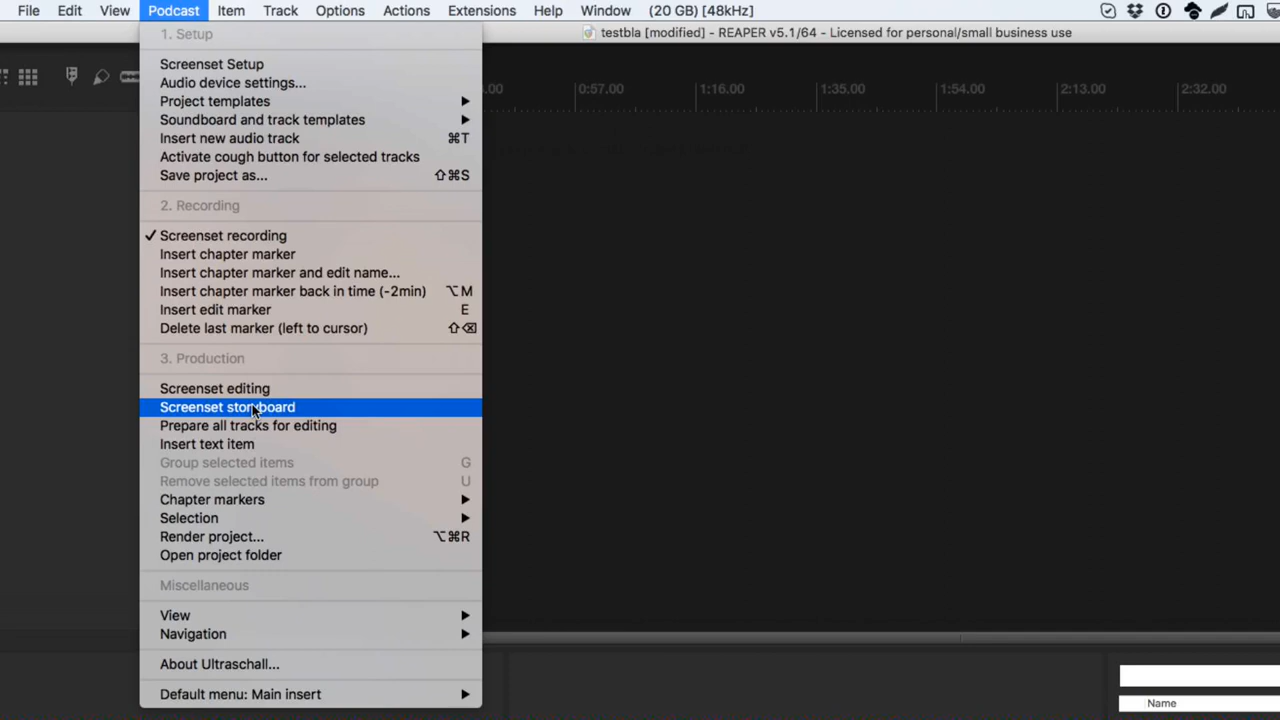 File Edit View Podcast Item Track Options Actions Extensions Help Window (20 GB) [48kHz]
testbla [modified] - REAPER v5.1/64 - Licensed for personal/small business use
.00 0:57.00 1:16.00 1:35.00 1:54.00 2:13.00 2:32.00
1. Setup
Screenset Setup
Audio device settings...
Project templates
Soundboard and track templates
Insert new audio track ⌘T
Activate cough button for selected tracks
Save project as... ⇧⌘S
2. Recording
✓ Screenset recording
Insert chapter marker
Insert chapter marker and edit name...
Insert chapter marker back in time (-2min) ⌥M
Insert edit marker E
Delete last marker (left to cursor) ⇧⌫
3. Production
Screenset editing
Screenset storyboard
Prepare all tracks for editing
Insert text item
Group selected items G
Remove selected items from group U
Chapter markers
Selection
Render project... ⌥⌘R
Open project folder
Miscellaneous
View
Navigation
About Ultraschall...
Default menu: Main insert
Name